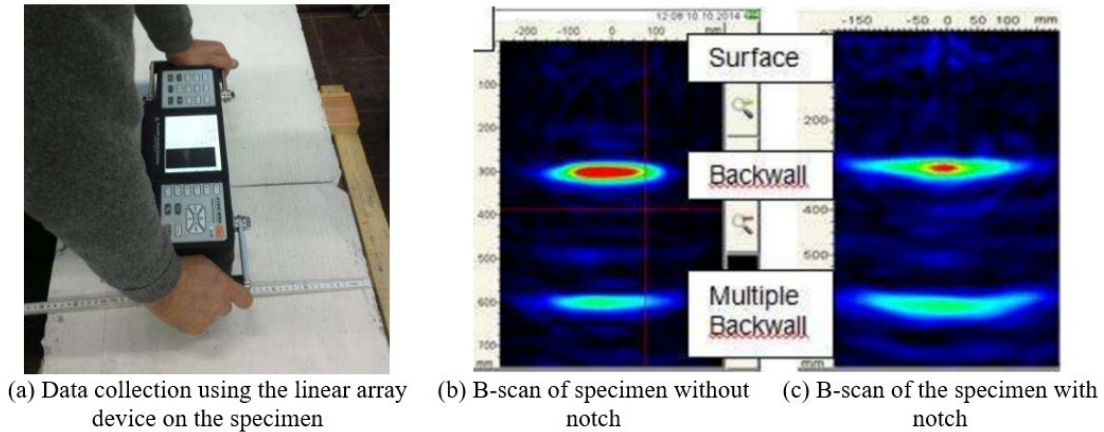 12:08 10.10.2014
-200 -100 0 100 mm
100
200
300
400
500
600
700
mm
Surface
Backwall
Multiple
Backwall
-150 -50 0 50 100 mm
200
400
500
mm
(a) Data collection using the linear array
device on the specimen
(b) B-scan of specimen without
notch
(c) B-scan of the specimen with
notch